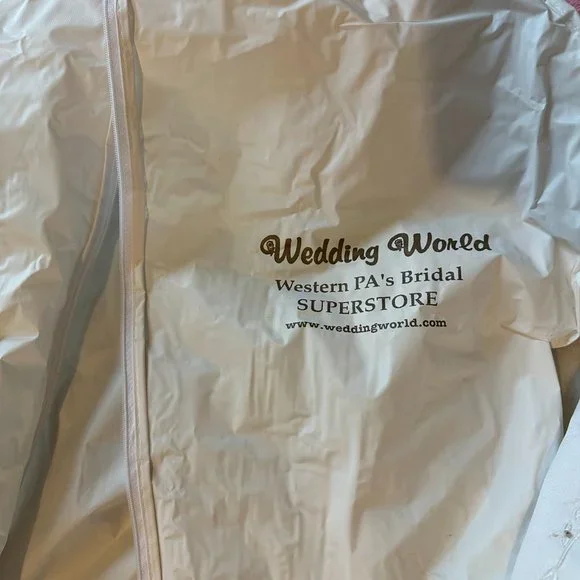 Wedding World
Western PA's Bridal
SUPERSTORE
www.weddingworld.com